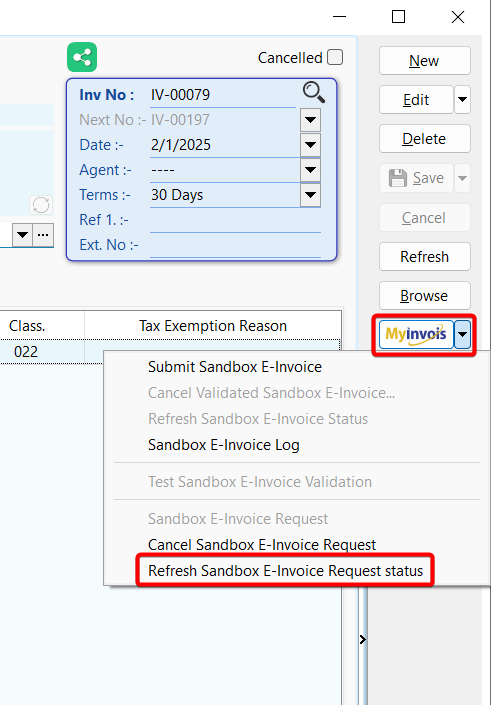 Cancelled
Inv No : IV-00079
Next No :- IV-00197
Date :- 2/1/2025
Agent :- ----
Terms :- 30 Days
Ref 1. :-
Ext. No :-
...
New
Edit
Delete
Save
Cancel
Refresh
Browse
Myinvois
Class. Tax Exemption Reason
022
Submit Sandbox E-Invoice
Cancel Validated Sandbox E-Invoice...
Refresh Sandbox E-Invoice Status
Sandbox E-Invoice Log
Test Sandbox E-Invoice Validation
Sandbox E-Invoice Request
Cancel Sandbox E-Invoice Request
Refresh Sandbox E-Invoice Request status